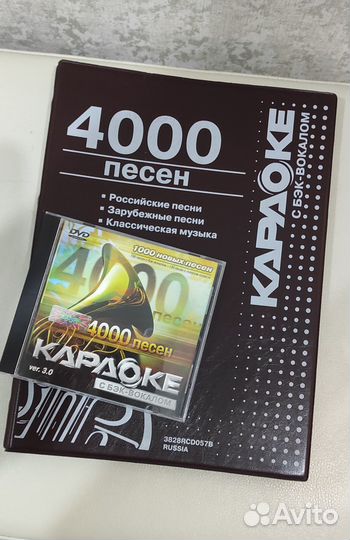 4000
песен
▪ Российские песни
▪ Зарубежные песни
▪ Классическая музыка
КАРАОКЕ
С БЭК-ВОКАЛОМ
DVD
1000 новых песен
4000
4000 песен
КАРАОКЕ
ver. 3.0
С БЭК-ВОКАЛОМ
3828RCD057B
RUSSIA
Avito